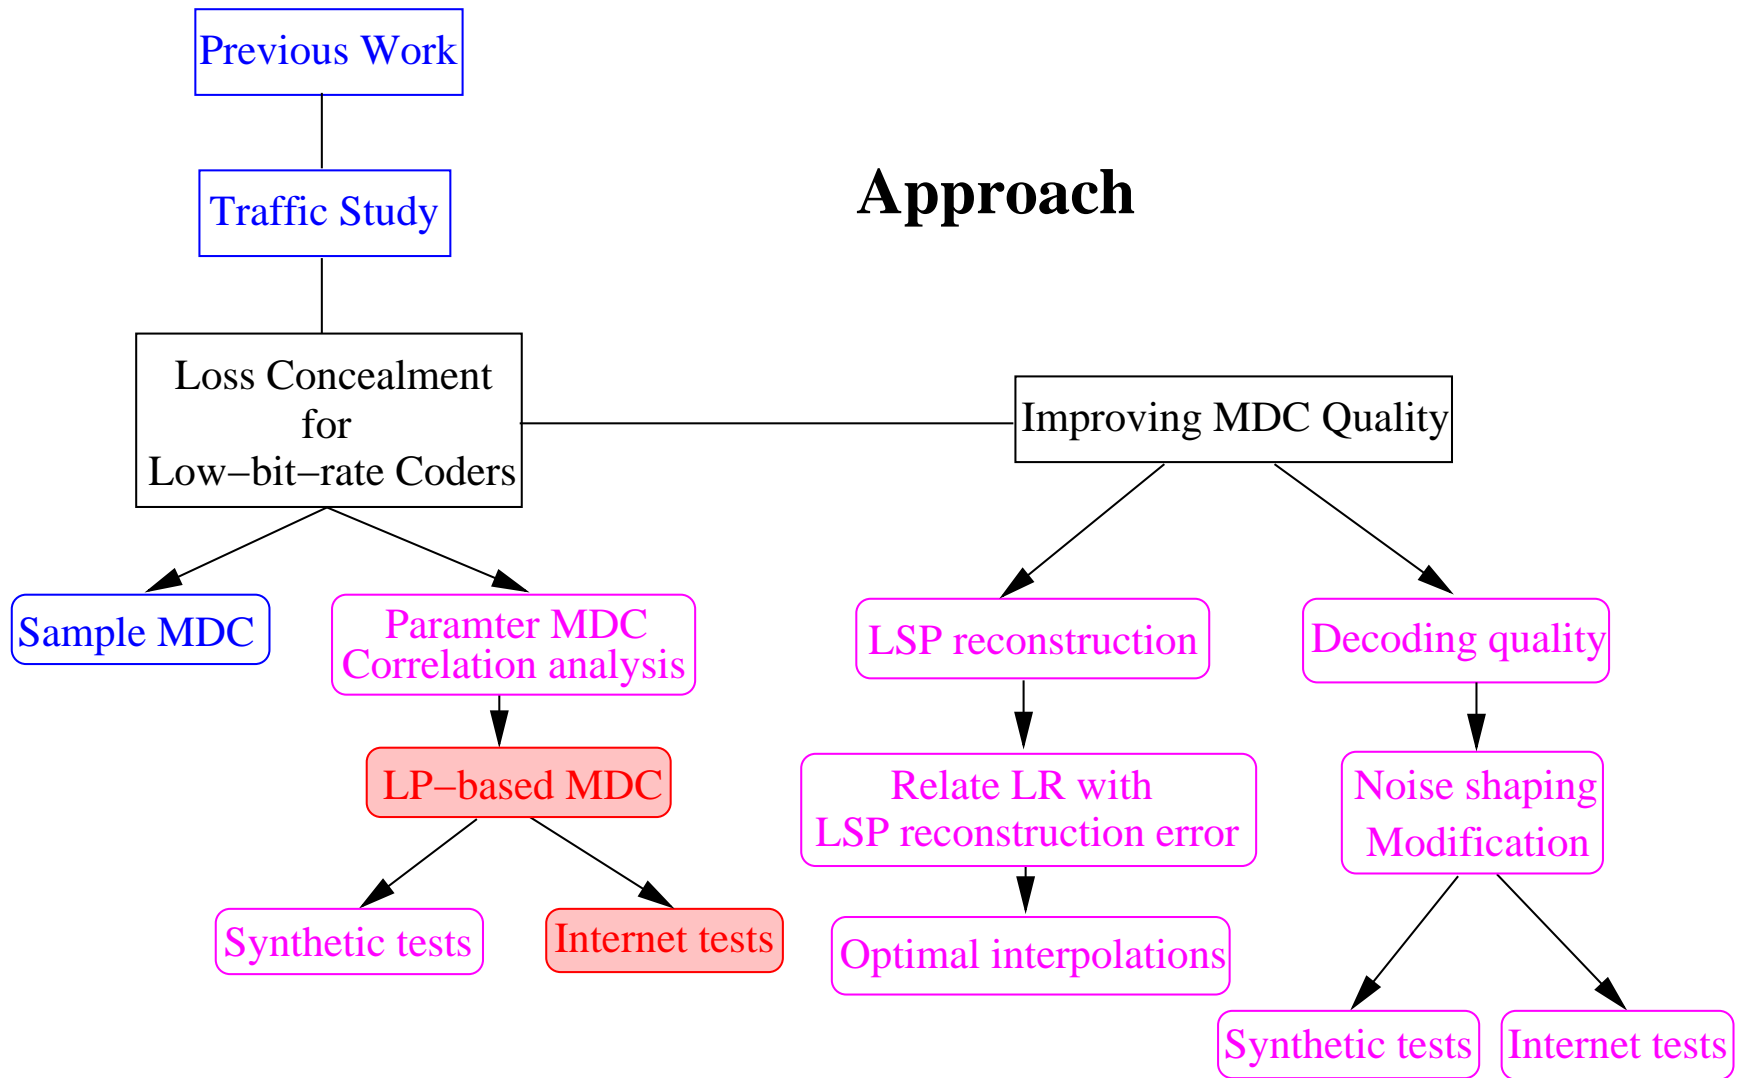 Previous Work
Traffic Study
Approach
Loss Concealment
for
Low−bit−rate Coders
Improving MDC Quality
Sample MDC
Paramter MDC
Correlation analysis
LP−based MDC
Synthetic tests
Internet tests
LSP reconstruction
Relate LR with
LSP reconstruction error
Optimal interpolations
Decoding quality
Noise shaping
Modification
Synthetic tests
Internet tests